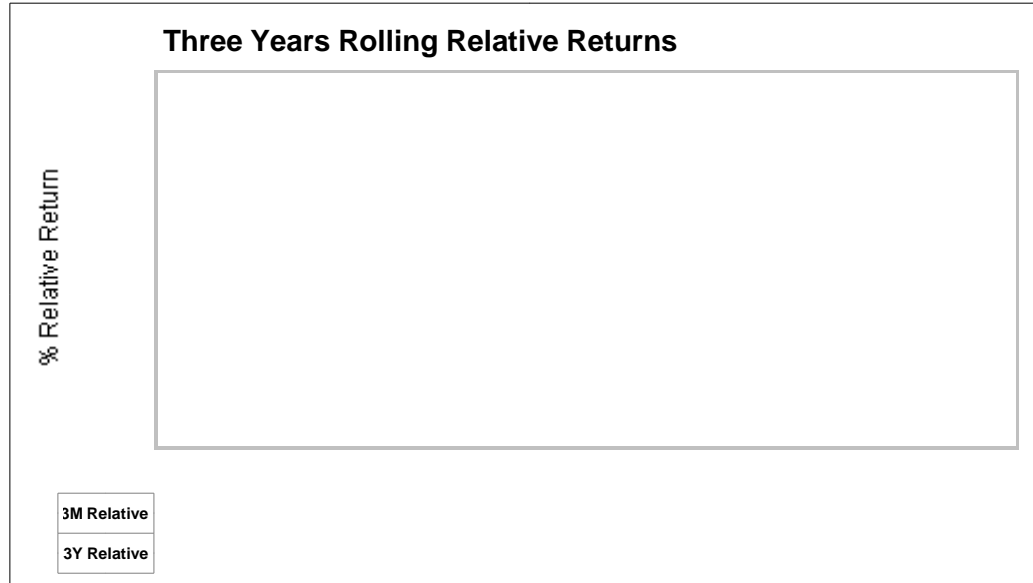 Three Years Rolling Relative Returns
% Relative Return
3M Relative
3Y Relative